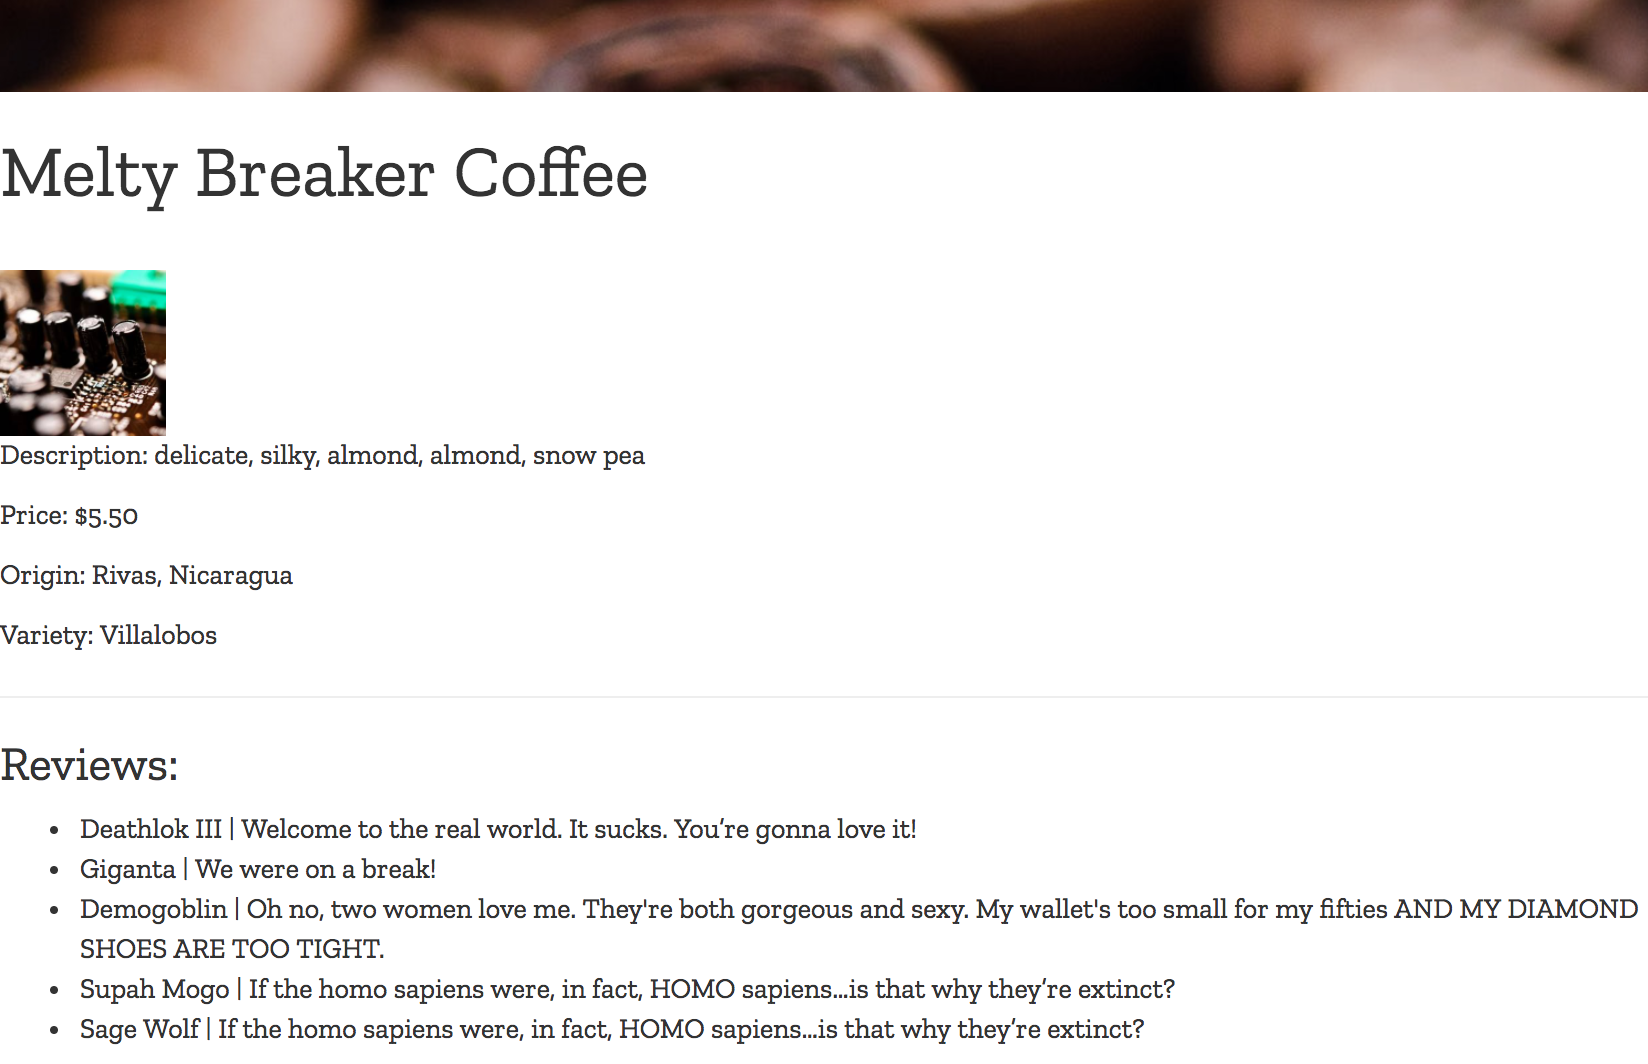 Melty Breaker Coffee
Description: delicate, silky, almond, almond, snow pea
Price: $5.50
Origin: Rivas, Nicaragua
Variety: Villalobos
Reviews:
• Deathlok III | Welcome to the real world. It sucks. You’re gonna love it!
• Giganta | We were on a break!
• Demogoblin | Oh no, two women love me. They're both gorgeous and sexy. My wallet's too small for my fifties AND MY DIAMOND
SHOES ARE TOO TIGHT.
• Supah Mogo | If the homo sapiens were, in fact, HOMO sapiens…is that why they’re extinct?
• Sage Wolf | If the homo sapiens were, in fact, HOMO sapiens…is that why they’re extinct?